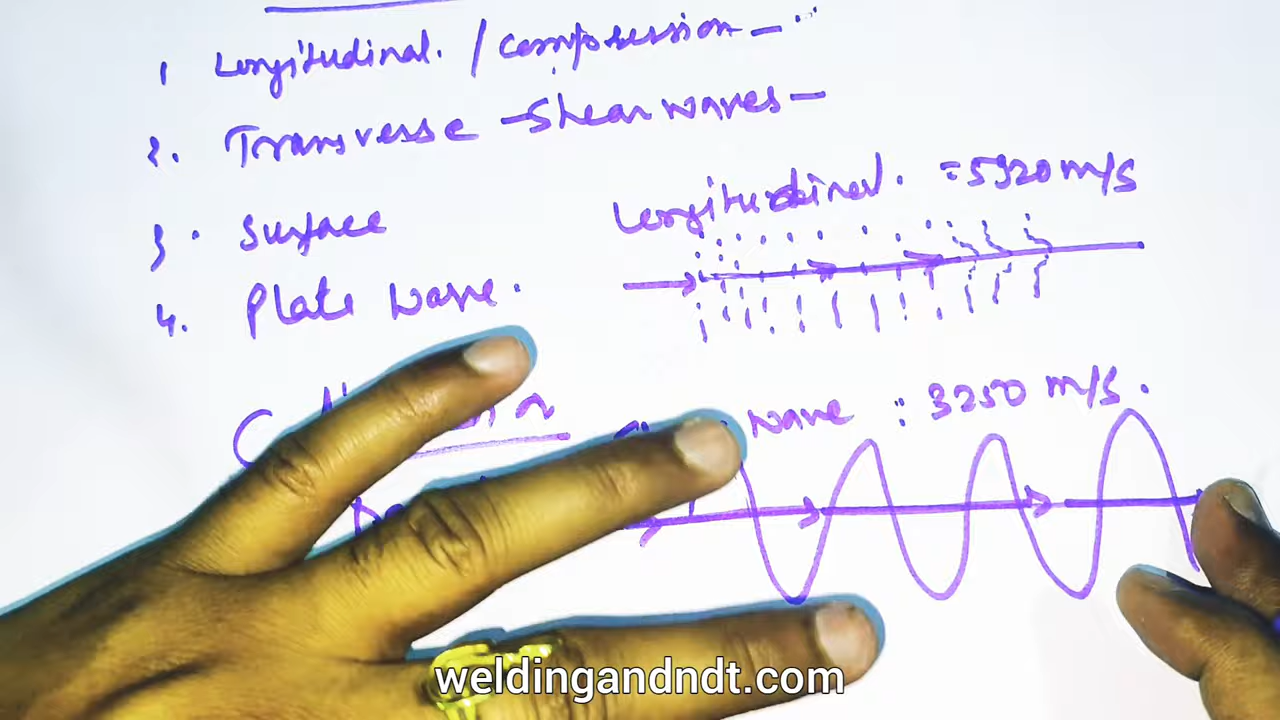 1 Longitudinal. / Compression –
2. Transverse – Shear waves –
3. Surface
4. Plate wave.
Longitudinal. = 5920 m/s
wave : 3250 m/s.
weldingandndt.com